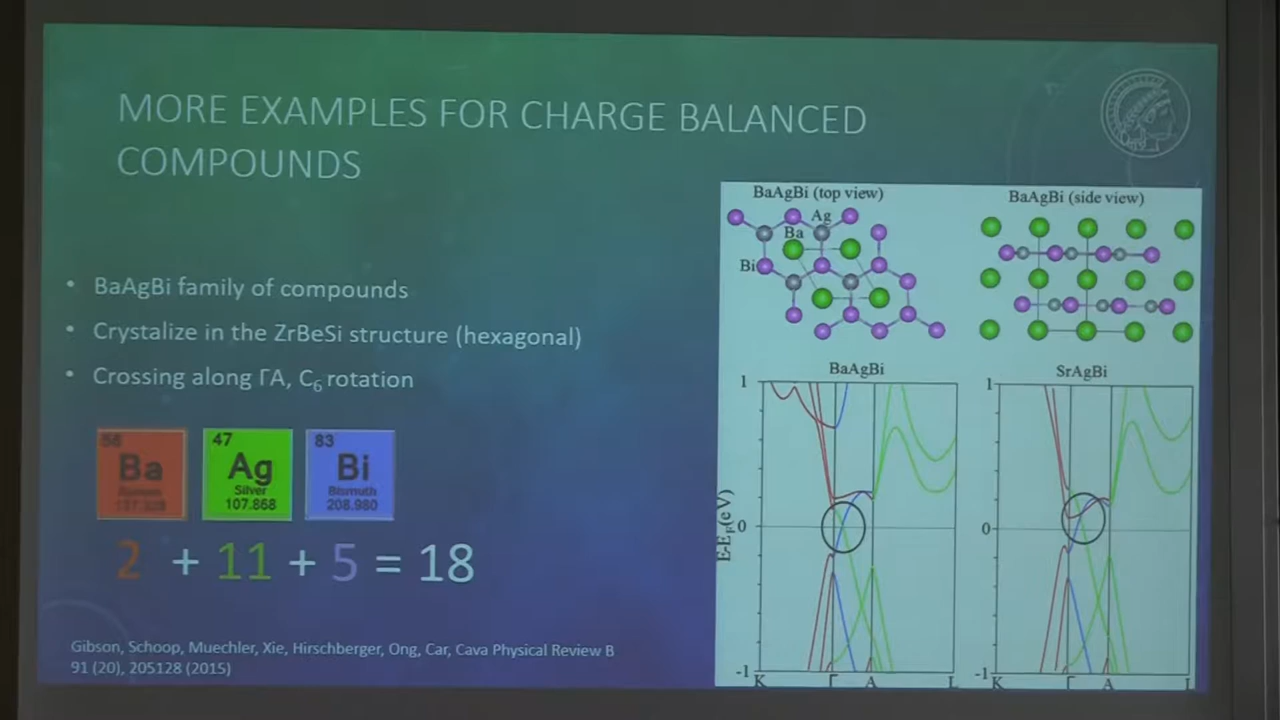 MORE EXAMPLES FOR CHARGE BALANCED
COMPOUNDS
• BaAgBi family of compounds
• Crystalize in the ZrBeSi structure (hexagonal)
• Crossing along ΓA, C6 rotation
56
Ba
47
Ag
Silver
107.868
83
Bi
Bismuth
208.980
2 + 11 + 5 = 18
Gibson, Schoop, Muechler, Xie, Hirschberger, Ong, Car, Cava Physical Review B
91 (20), 205128 (2015)
BaAgBi (top view)
Ag
Ba
Bi
BaAgBi (side view)
BaAgBi
1
0
-1
E-EF(eV)
K Γ A L
SrAgBi
1
0
-1
K Γ A L